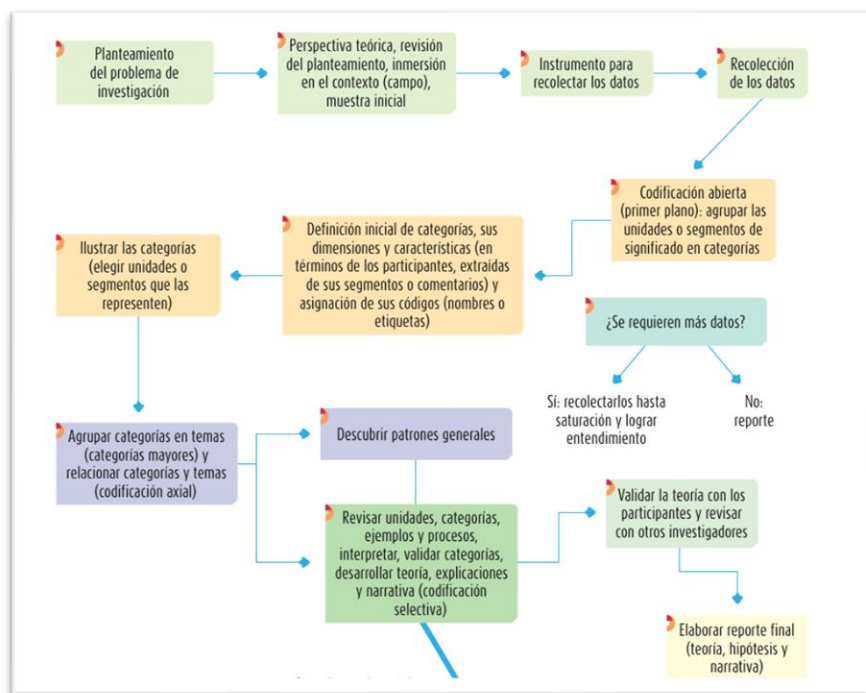 Planteamiento
del problema de
investigación
Perspectiva teórica, revisión
del planteamiento, inmersión
en el contexto (campo),
muestra inicial
Instrumento para
recolectar los datos
Recolección
de los datos
Codificación abierta
(primer plano): agrupar las
unidades o segmentos de
significado en categorías
Definición inicial de categorías, sus
dimensiones y características (en
términos de los participantes, extraídas
de sus segmentos o comentarios) y
asignación de sus códigos (nombres o
etiquetas)
Ilustrar las categorías
(elegir unidades o
segmentos que las
representen)
¿Se requieren más datos?
Sí: recolectarlos hasta
saturación y lograr
entendimiento
No:
reporte
Agrupar categorías en temas
(categorías mayores) y
relacionar categorías y temas
(codificación axial)
Descubrir patrones generales
Revisar unidades, categorías,
ejemplos y procesos,
interpretar, validar categorías,
desarrollar teoría, explicaciones
y narrativa (codificación
selectiva)
Validar la teoría con los
participantes y revisar
con otros investigadores
Elaborar reporte final
(teoría, hipótesis y
narrativa)